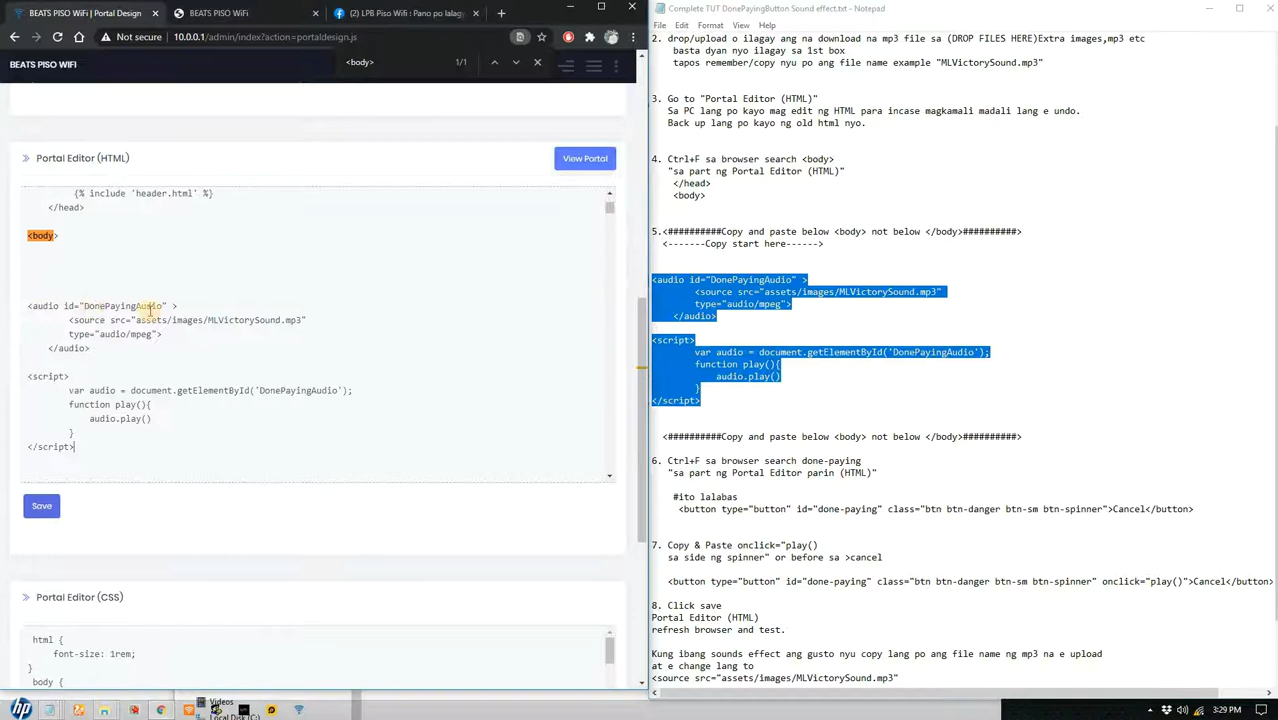 BEATS PISO WIFI | Portal Design
BEATS PISO WIFI
(2) LPB Piso Wifi : Pano po lalagy
Not secure
10.0.0.1/admin/index?action=portaldesign.js
BEATS PISO WIFI
<body>
1/1
Portal Editor (HTML)
View Portal
{% include 'header.html' %}
</head>
<body>
<audio id="DonePayingAudio" >
<source src="assets/images/MLVictorySound.mp3"
type="audio/mpeg">
</audio>
<script>
var audio = document.getElementById('DonePayingAudio');
function play(){
audio.play()
}
</script>
Save
Portal Editor (CSS)
html {
font-size: 1rem;
}
body {
Videos
Local Disk (C:)
Complete TUT DonePayingButton Sound effect.txt - Notepad
File Edit Format View Help
2. drop/upload o ilagay ang na download na mp3 file sa (DROP FILES HERE)Extra images,mp3 etc
basta dyan nyo ilagay sa 1st box
tapos remember/copy nyu po ang file name example "MLVictorySound.mp3"
3. Go to "Portal Editor (HTML)"
Sa PC lang po kayo mag edit ng HTML para incase magkamali madali lang e undo.
Back up lang po kayo ng old html nyo.
4. Ctrl+F sa browser search <body>
"sa part ng Portal Editor (HTML)"
</head>
<body>
5.<##########Copy and paste below <body> not below </body>##########>
<-------Copy start here------>
<audio id="DonePayingAudio" >
<source src="assets/images/MLVictorySound.mp3"
type="audio/mpeg">
</audio>
<script>
var audio = document.getElementById('DonePayingAudio');
function play(){
audio.play()
}
</script>
<##########Copy and paste below <body> not below </body>##########>
6. Ctrl+F sa browser search done-paying
"sa part ng Portal Editor parin (HTML)"
#ito lalabas
<button type="button" id="done-paying" class="btn btn-danger btn-sm btn-spinner">Cancel</button>
7. Copy & Paste onclick="play()
sa side ng spinner" or before sa >cancel
<button type="button" id="done-paying" class="btn btn-danger btn-sm btn-spinner" onclick="play()">Cancel</button>
8. Click save
Portal Editor (HTML)
refresh browser and test.
Kung ibang sounds effect ang gusto nyu copy lang po ang file name ng mp3 na e upload
at e change lang to
<source src="assets/images/MLVictorySound.mp3"
3:29 PM